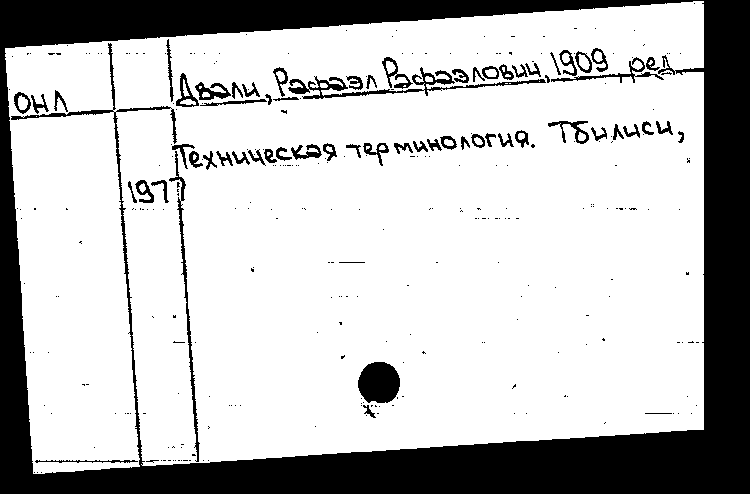 Двали, Рафаэл Рафаэлович, 1909, ред
ОНЛ
Техническая терминология. Тбилиси,
1977